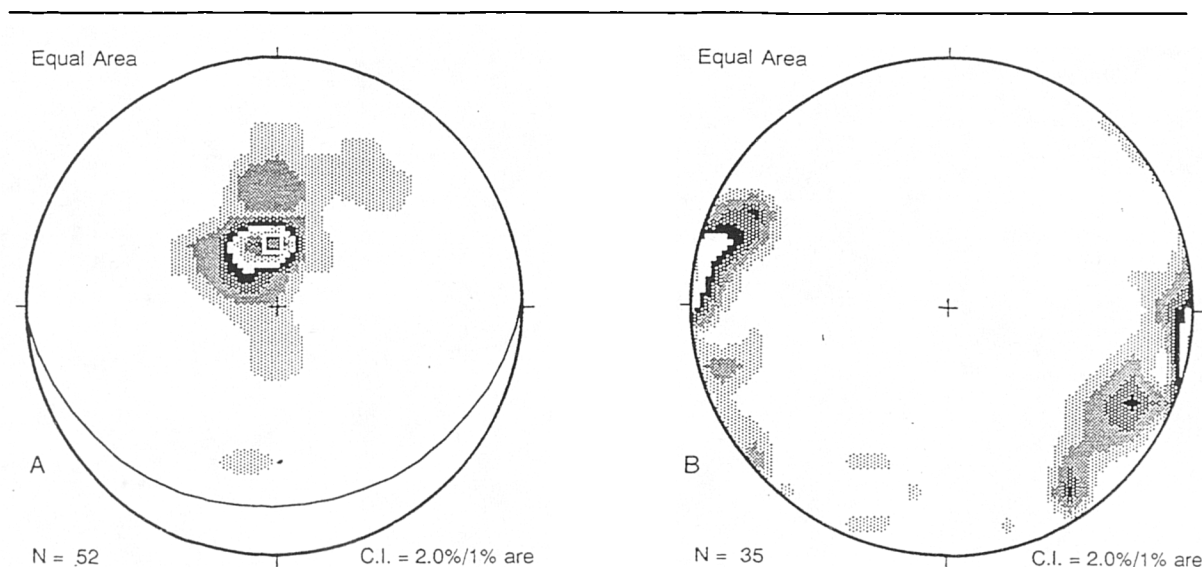 Equal Area
Equal Area
A
B
N = 52
C.I. = 2.0%/1% are
N = 35
C.I. = 2.0%/1% are